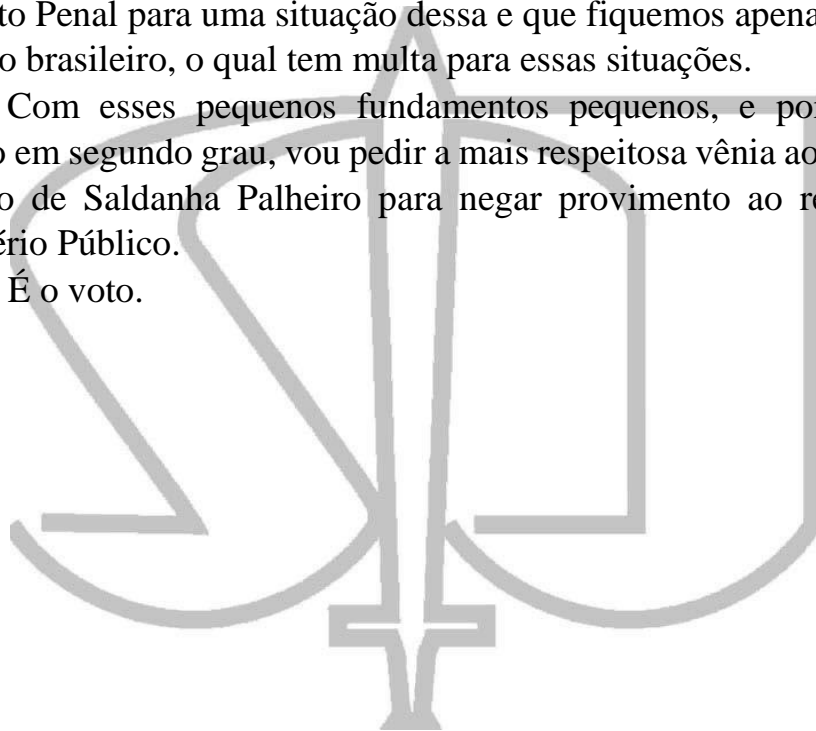 to Penal para uma situação dessa e que fiquemos apena
o brasileiro, o qual tem multa para essas situações.
Com esses pequenos fundamentos pequenos, e po
o em segundo grau, vou pedir a mais respeitosa vênia ao
o de Saldanha Palheiro para negar provimento ao re
ério Público.
É o voto.